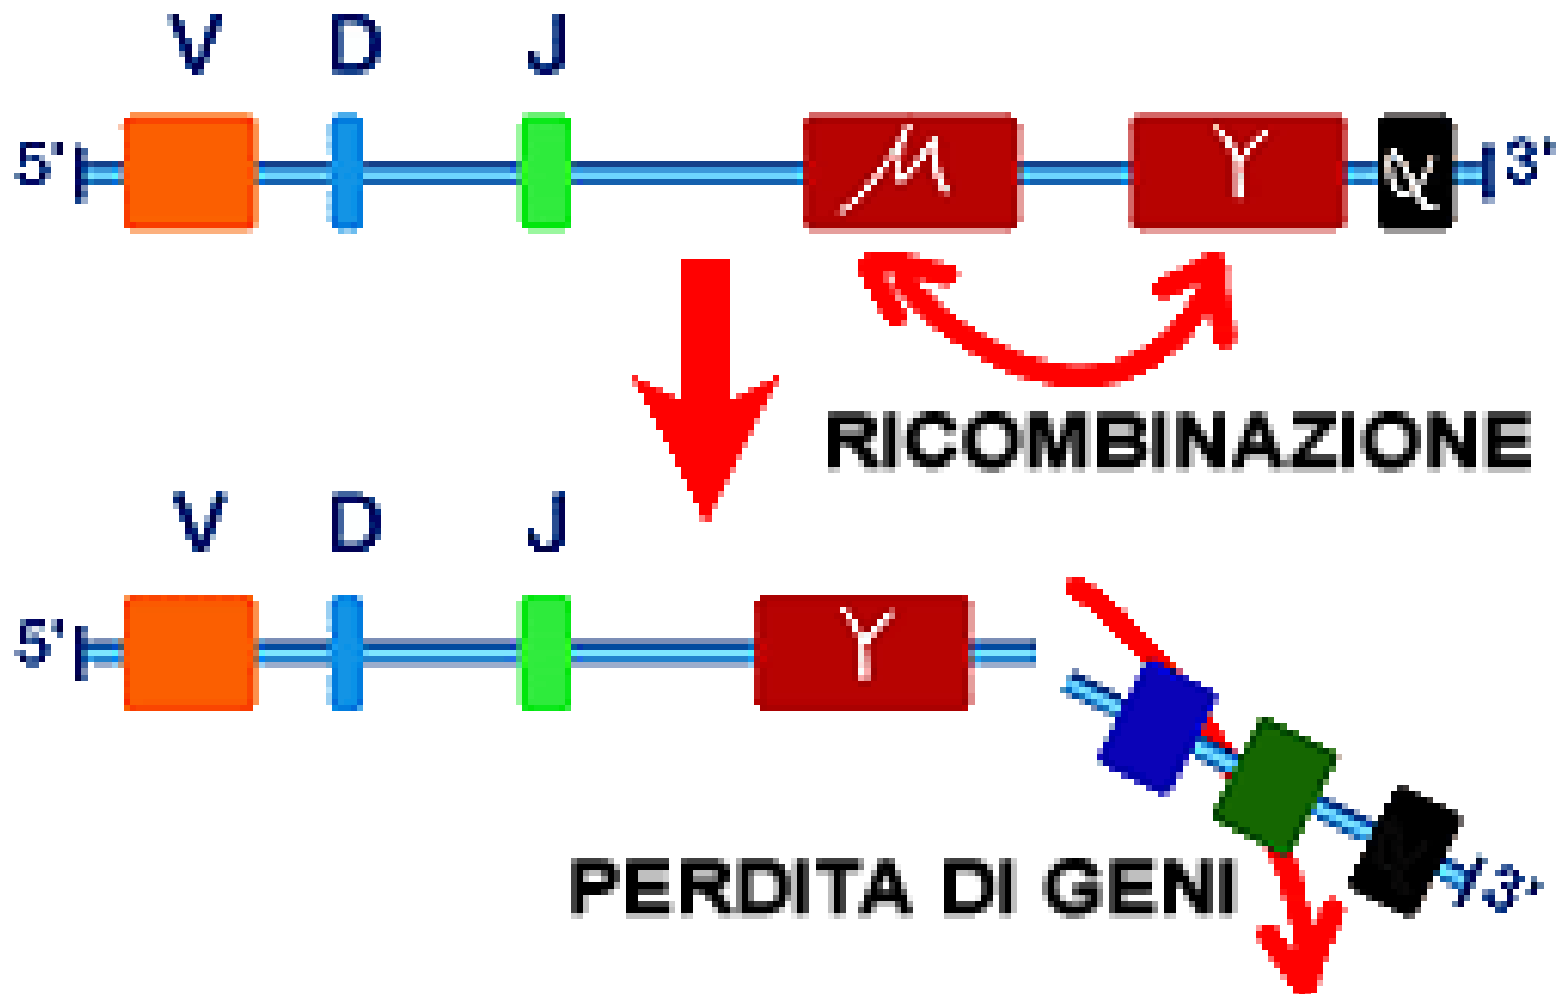 V D J
5' μ Y α 3'
RICOMBINAZIONE
V D J
5' Y
PERDITA DI GENI
3'